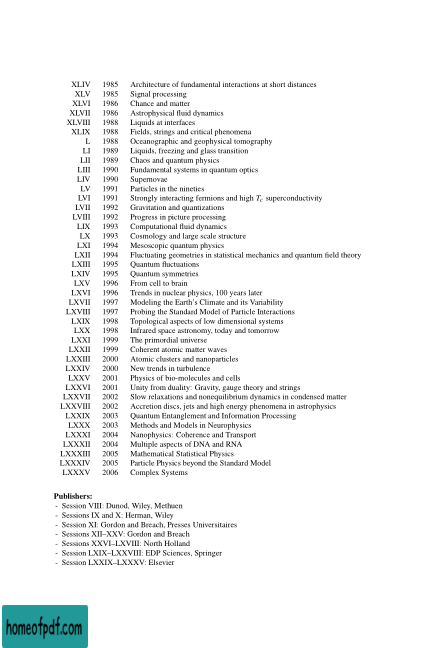 XLIV 1985 Architecture of fundamental interactions at short distances
XLV 1985 Signal processing
XLVI 1986 Chance and matter
XLVII 1986 Astrophysical fluid dynamics
XLVIII 1988 Liquids at interfaces
XLIX 1988 Fields, strings and critical phenomena
L 1988 Oceanographic and geophysical tomography
LI 1989 Liquids, freezing and glass transition
LII 1989 Chaos and quantum physics
LIII 1990 Fundamental systems in quantum optics
LIV 1990 Supernovae
LV 1991 Particles in the nineties
LVI 1991 Strongly interacting fermions and high Tc superconductivity
LVII 1992 Gravitation and quantizations
LVIII 1992 Progress in picture processing
LIX 1993 Computational fluid dynamics
LX 1993 Cosmology and large scale structure
LXI 1994 Mesoscopic quantum physics
LXII 1994 Fluctuating geometries in statistical mechanics and quantum field theory
LXIII 1995 Quantum fluctuations
LXIV 1995 Quantum symmetries
LXV 1996 From cell to brain
LXVI 1996 Trends in nuclear physics, 100 years later
LXVII 1997 Modeling the Earth's Climate and its Variability
LXVIII 1997 Probing the Standard Model of Particle Interactions
LXIX 1998 Topological aspects of low dimensional systems
LXX 1998 Infrared space astronomy, today and tomorrow
LXXI 1999 The primordial universe
LXXII 1999 Coherent atomic matter waves
LXXIII 2000 Atomic clusters and nanoparticles
LXXIV 2000 New trends in turbulence
LXXV 2001 Physics of bio-molecules and cells
LXXVI 2001 Unity from duality: Gravity, gauge theory and strings
LXXVII 2002 Slow relaxations and nonequilibrium dynamics in condensed matter
LXXVIII 2002 Accretion discs, jets and high energy phenomena in astrophysics
LXXIX 2003 Quantum Entanglement and Information Processing
LXXX 2003 Methods and Models in Neurophysics
LXXXI 2004 Nanophysics: Coherence and Transport
LXXXII 2004 Multiple aspects of DNA and RNA
LXXXIII 2005 Mathematical Statistical Physics
LXXXIV 2005 Particle Physics beyond the Standard Model
LXXXV 2006 Complex Systems
Publishers:
- Session VIII: Dunod, Wiley, Methuen
- Sessions IX and X: Herman, Wiley
- Session XI: Gordon and Breach, Presses Universitaires
- Sessions XII–XXV: Gordon and Breach
- Sessions XXVI–LXVIII: North Holland
- Session LXIX–LXXVIII: EDP Sciences, Springer
- Session LXXIX–LXXXV: Elsevier
homeofpdf.com